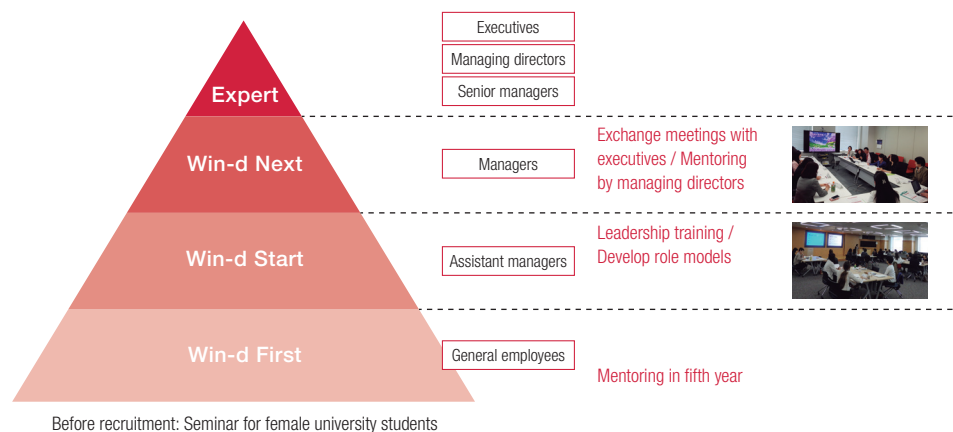 Executives
Managing directors
Senior managers
Expert
Win-d Next
Managers
Exchange meetings with
executives / Mentoring
by managing directors
Win-d Start
Assistant managers
Leadership training /
Develop role models
Win-d First
General employees
Mentoring in fifth year
Before recruitment: Seminar for female university students